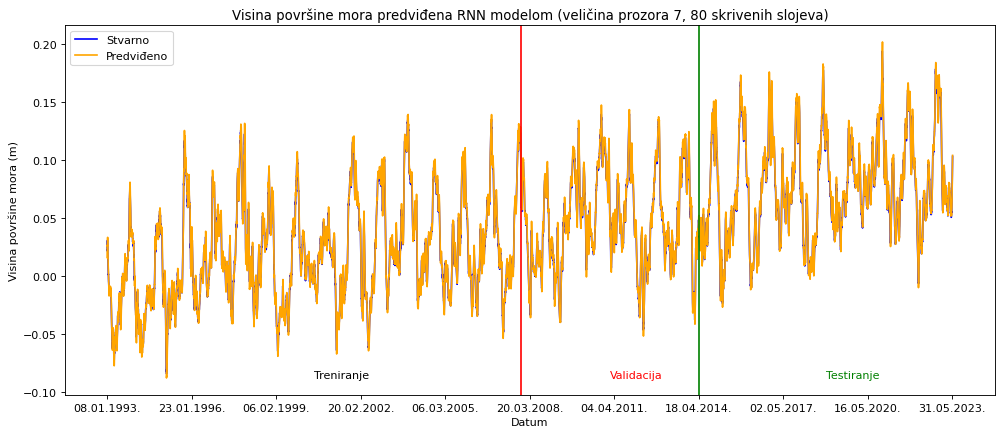 Visina površine mora predviđena RNN modelom (veličina prozora 7, 80 skrivenih slojeva)
Stvarno
Predviđeno
0.20
0.15
0.10
0.05
0.00
−0.05
−0.10
Visina površine mora (m)
Treniranje
Validacija
Testiranje
08.01.1993. 23.01.1996. 06.02.1999. 20.02.2002. 06.03.2005. 20.03.2008. 04.04.2011. 18.04.2014. 02.05.2017. 16.05.2020. 31.05.2023.
Datum